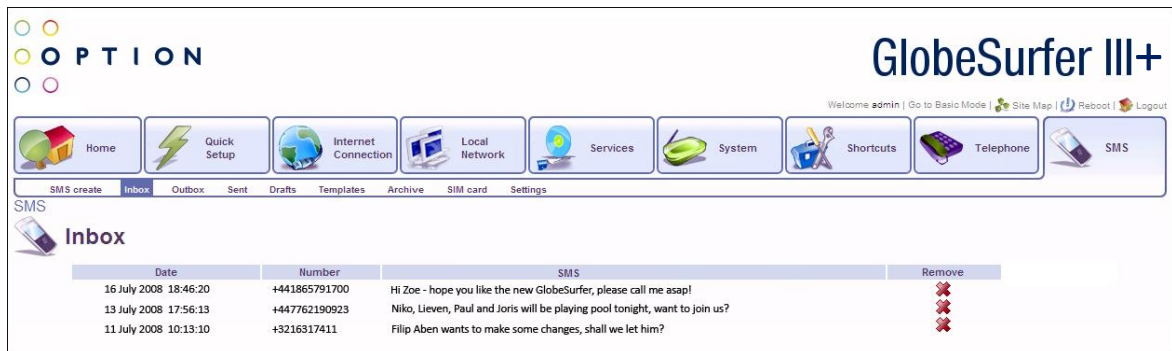 OPTION
GlobeSurfer III+
Welcome admin | Go to Basic Mode | Site Map | Reboot | Logout
Home
Quick Setup
Internet Connection
Local Network
Services
System
Shortcuts
Telephone
SMS
SMS create Inbox Outbox Sent Drafts Templates Archive SIM card Settings
SMS
Inbox
Date Number SMS Remove
16 July 2008 18:46:20 +441865791700 Hi Zoe - hope you like the new GlobeSurfer, please call me asap!
13 July 2008 17:56:13 +447762190923 Niko, Lieven, Paul and Joris will be playing pool tonight, want to join us?
11 July 2008 10:13:10 +3216317411 Filip Aben wants to make some changes, shall we let him?